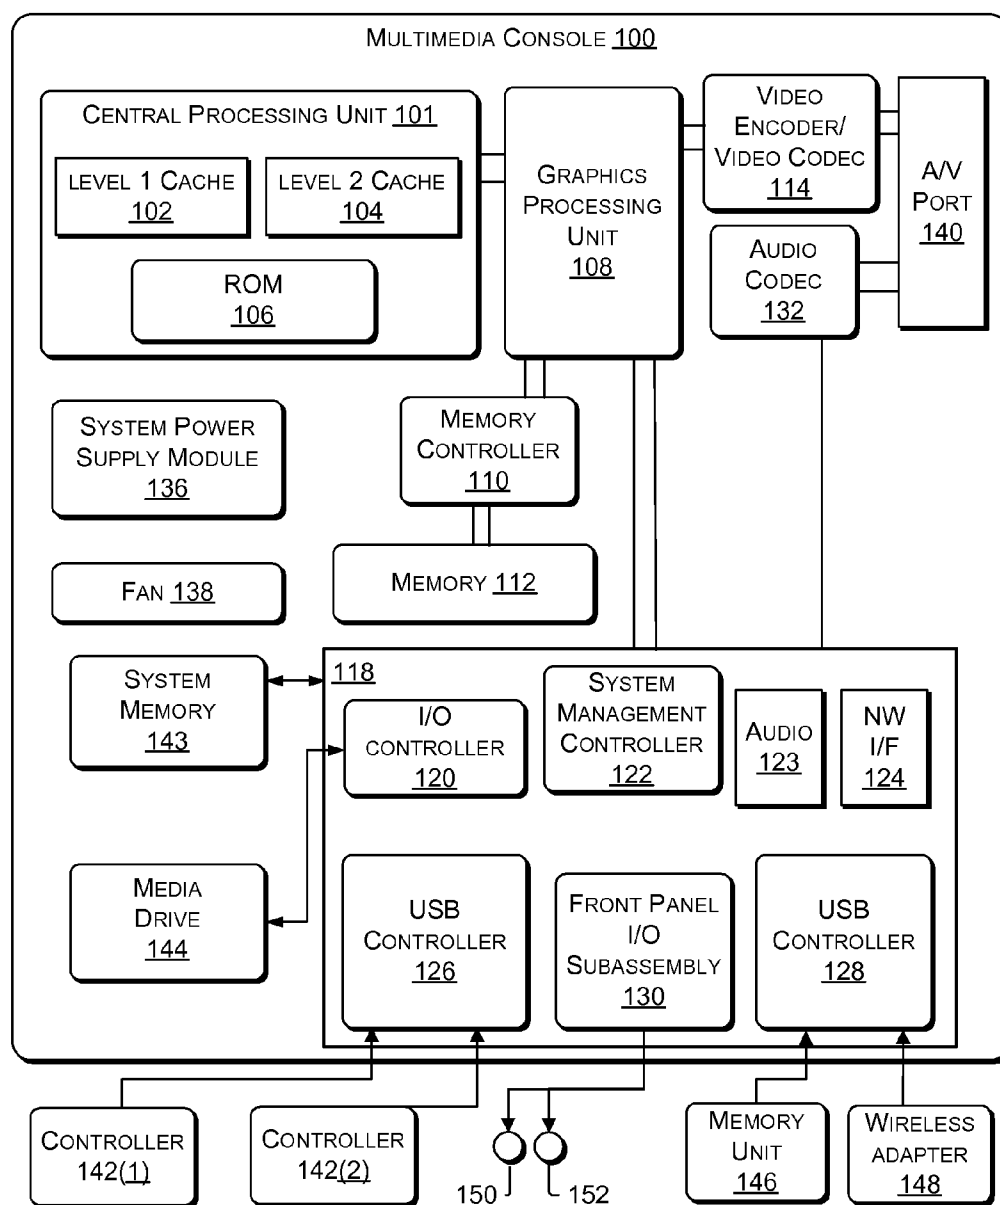 MULTIMEDIA CONSOLE 100
CENTRAL PROCESSING UNIT 101
LEVEL 1 CACHE
102
LEVEL 2 CACHE
104
ROM
106
GRAPHICS
PROCESSING
UNIT
108
VIDEO
ENCODER/
VIDEO CODEC
114
A/V
PORT
140
AUDIO
CODEC
132
SYSTEM POWER
SUPPLY MODULE
136
MEMORY
CONTROLLER
110
FAN 138
MEMORY 112
SYSTEM
MEMORY
143
118
I/O
CONTROLLER
120
SYSTEM
MANAGEMENT
CONTROLLER
122
AUDIO
123
NW
I/F
124
MEDIA
DRIVE
144
USB
CONTROLLER
126
FRONT PANEL
I/O
SUBASSEMBLY
130
USB
CONTROLLER
128
CONTROLLER
142(1)
CONTROLLER
142(2)
150
152
MEMORY
UNIT
146
WIRELESS
ADAPTER
148